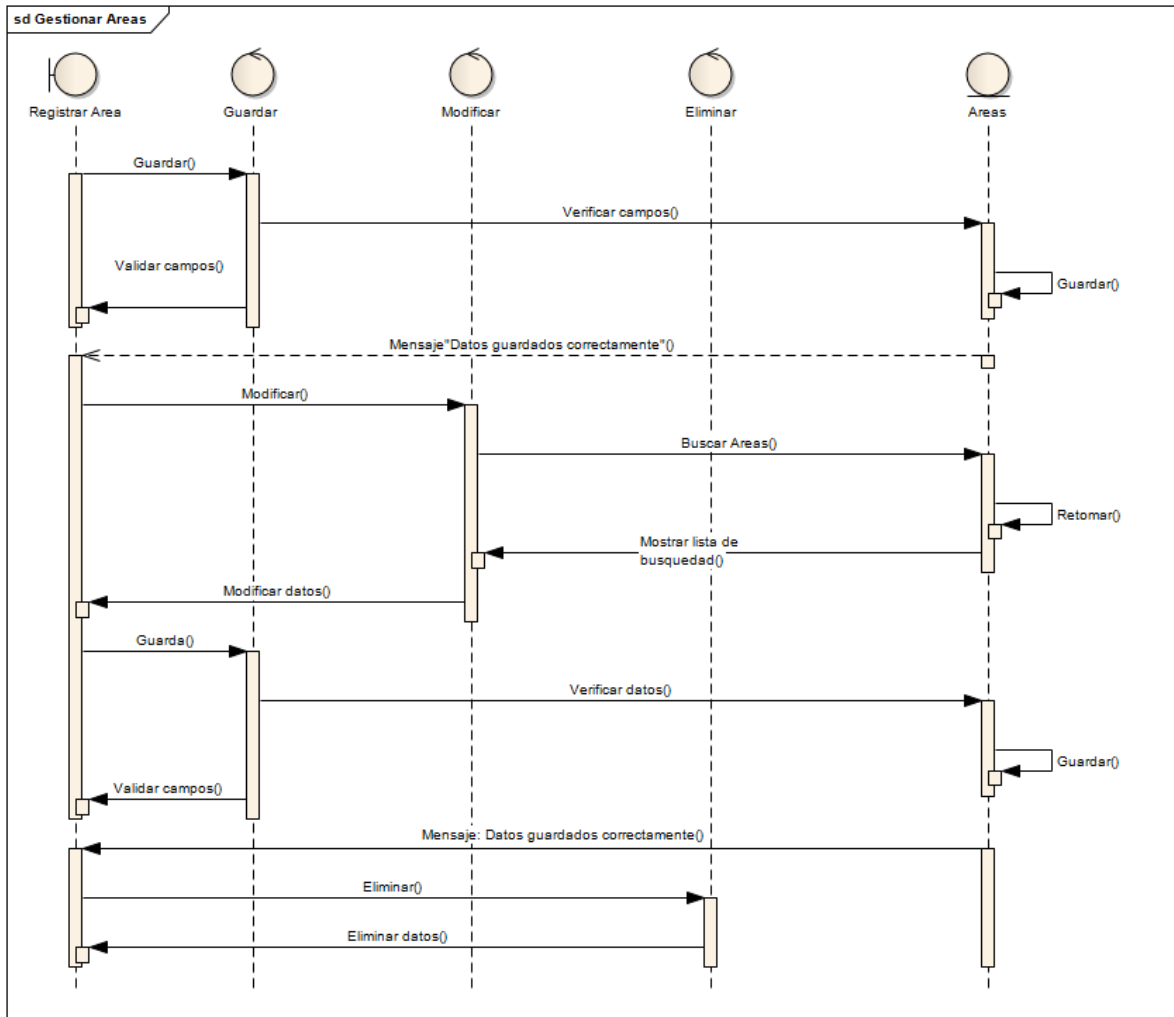 sd Gestionar Areas
Registrar Area
Guardar
Modificar
Eliminar
Areas
Guardar()
Verificar campos()
Validar campos()
Guardar()
Mensaje"Datos guardados correctamente"()
Modificar()
Buscar Areas()
Retornar()
Mostrar lista de
busquedad()
Modificar datos()
Guarda()
Verificar datos()
Guardar()
Validar campos()
Mensaje: Datos guardados correctamente()
Eliminar()
Eliminar datos()